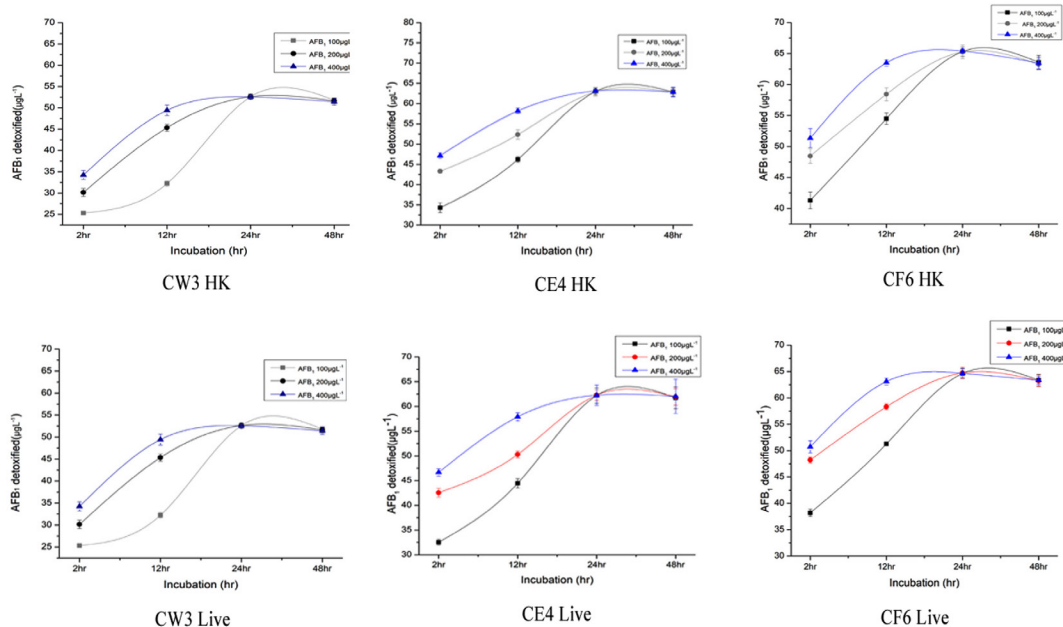 AFB₁ detoxified(µgL⁻¹)
70
65
60
55
50
45
40
35
30
25
2hr
12hr
24hr
48hr
Incubation (hr)
AFB₁ 100µgl
AFB₁ 200µgl
AFB₁ 400µgl
CW3 HK
AFB₁ detoxified (µgL⁻¹)
80
75
70
65
60
55
50
45
40
35
30
2hr
12hr
24hr
48hr
Incubation (hr)
AFB₁ 100µgL⁻¹
AFB₁ 200µgL⁻¹
AFB₁ 400µgL⁻¹
CE4 HK
AFB₁ detoxified (µgL⁻¹)
70
65
60
55
50
45
40
2hr
12hr
24hr
48hr
Incubation (hr)
AFB₁ 100µgL⁻¹
AFB₁ 200µgL⁻¹
AFB₁ 400µgL⁻¹
CF6 HK
AFB₁ detoxified(µgL⁻¹)
70
65
60
55
50
45
40
35
30
25
2hr
12hr
24hr
48hr
Incubation (hr)
AFB₁ 100µgL⁻¹
AFB₁ 200µgL⁻¹
AFB₁ 400µgL⁻¹
CW3 Live
AFB₁ detoxified (µgL⁻¹)
70
65
60
55
50
45
40
35
30
2hr
12hr
24hr
48hr
Incubation (hr)
AFB₁ 100µgL⁻¹
AFB₁ 200µgL⁻¹
AFB₁ 400µgL⁻¹
CE4 Live
AFB₁ detoxified(µgL⁻¹)
70
65
60
55
50
45
40
35
30
2hr
12hr
24hr
48hr
Incubation (hr)
AFB₁ 100µgl
AFB₁ 200µgl
AFB₁ 400µgl
CF6 Live